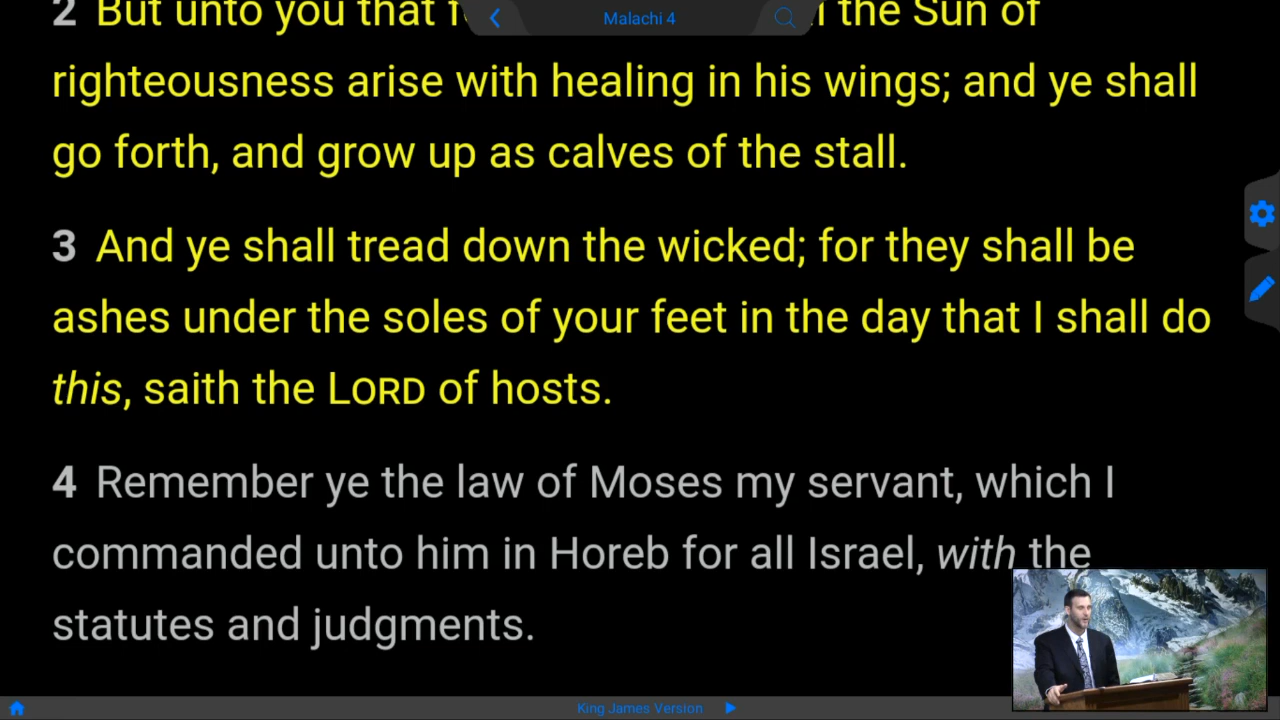 2 But unto you that
the Sun of
Malachi 4
righteousness arise with healing in his wings; and ye shall
go forth, and grow up as calves of the stall.
3 And ye shall tread down the wicked; for they shall be
ashes under the soles of your feet in the day that I shall do
this, saith the LORD of hosts.
4 Remember ye the law of Moses my servant, which I
commanded unto him in Horeb for all Israel, with the
statutes and judgments.
King James Version